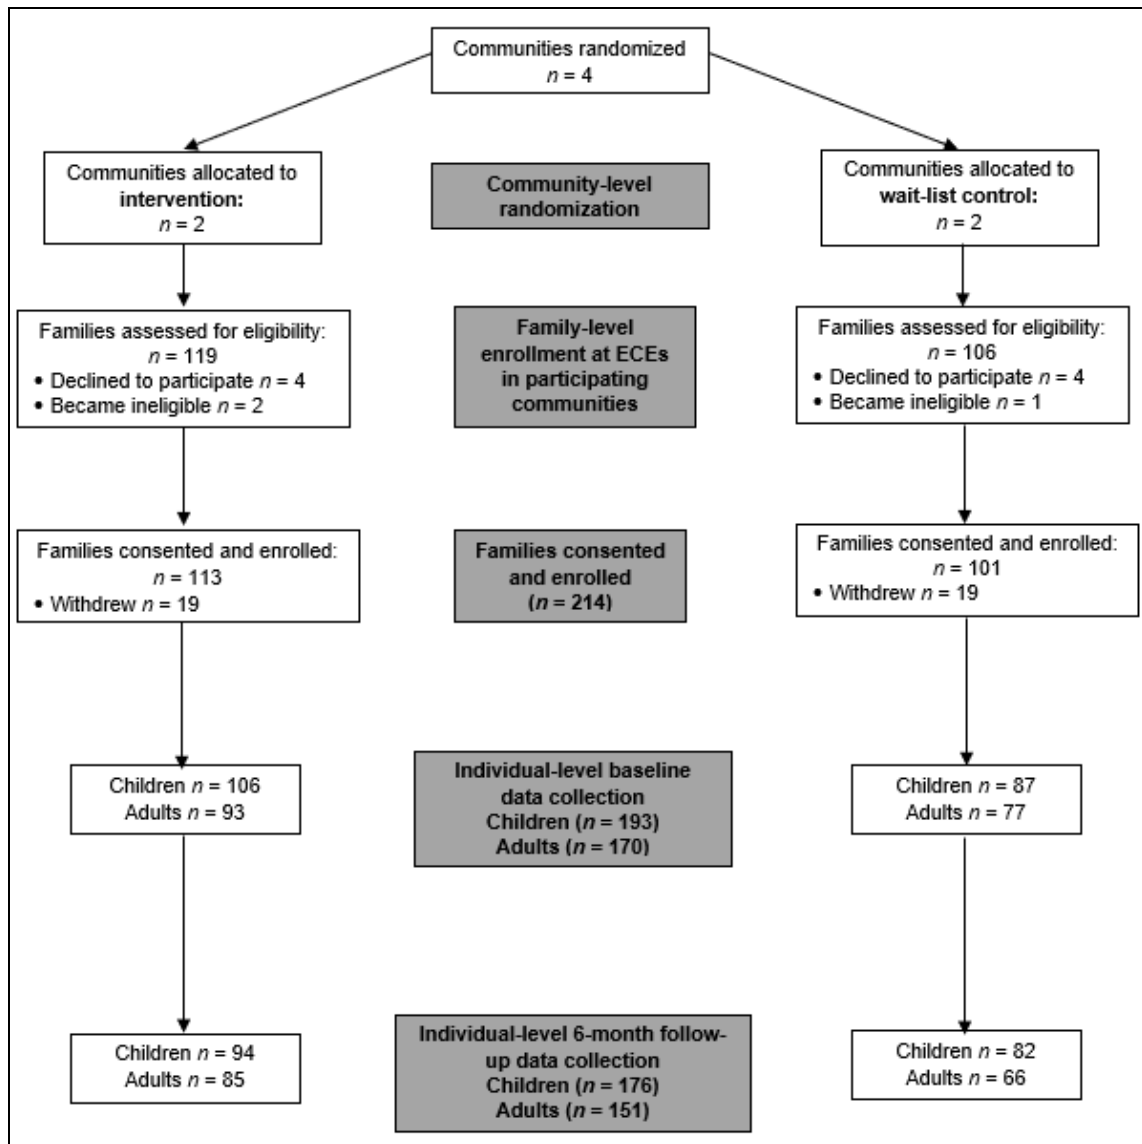 Communities randomized
n = 4
Communities allocated to
intervention:
n = 2
Community-level
randomization
Communities allocated to
wait-list control:
n = 2
Families assessed for eligibility:
n = 119
• Declined to participate n = 4
• Became ineligible n = 2
Family-level
enrollment at ECEs
in participating
communities
Families assessed for eligibility:
n = 106
• Declined to participate n = 4
• Became ineligible n = 1
Families consented and enrolled:
n = 113
• Withdrew n = 19
Families consented
and enrolled
(n = 214)
Families consented and enrolled:
n = 101
• Withdrew n = 19
Children n = 106
Adults n = 93
Individual-level baseline
data collection
Children (n = 193)
Adults (n = 170)
Children n = 87
Adults n = 77
Children n = 94
Adults n = 85
Individual-level 6-month follow-
up data collection
Children (n = 176)
Adults (n = 151)
Children n = 82
Adults n = 66